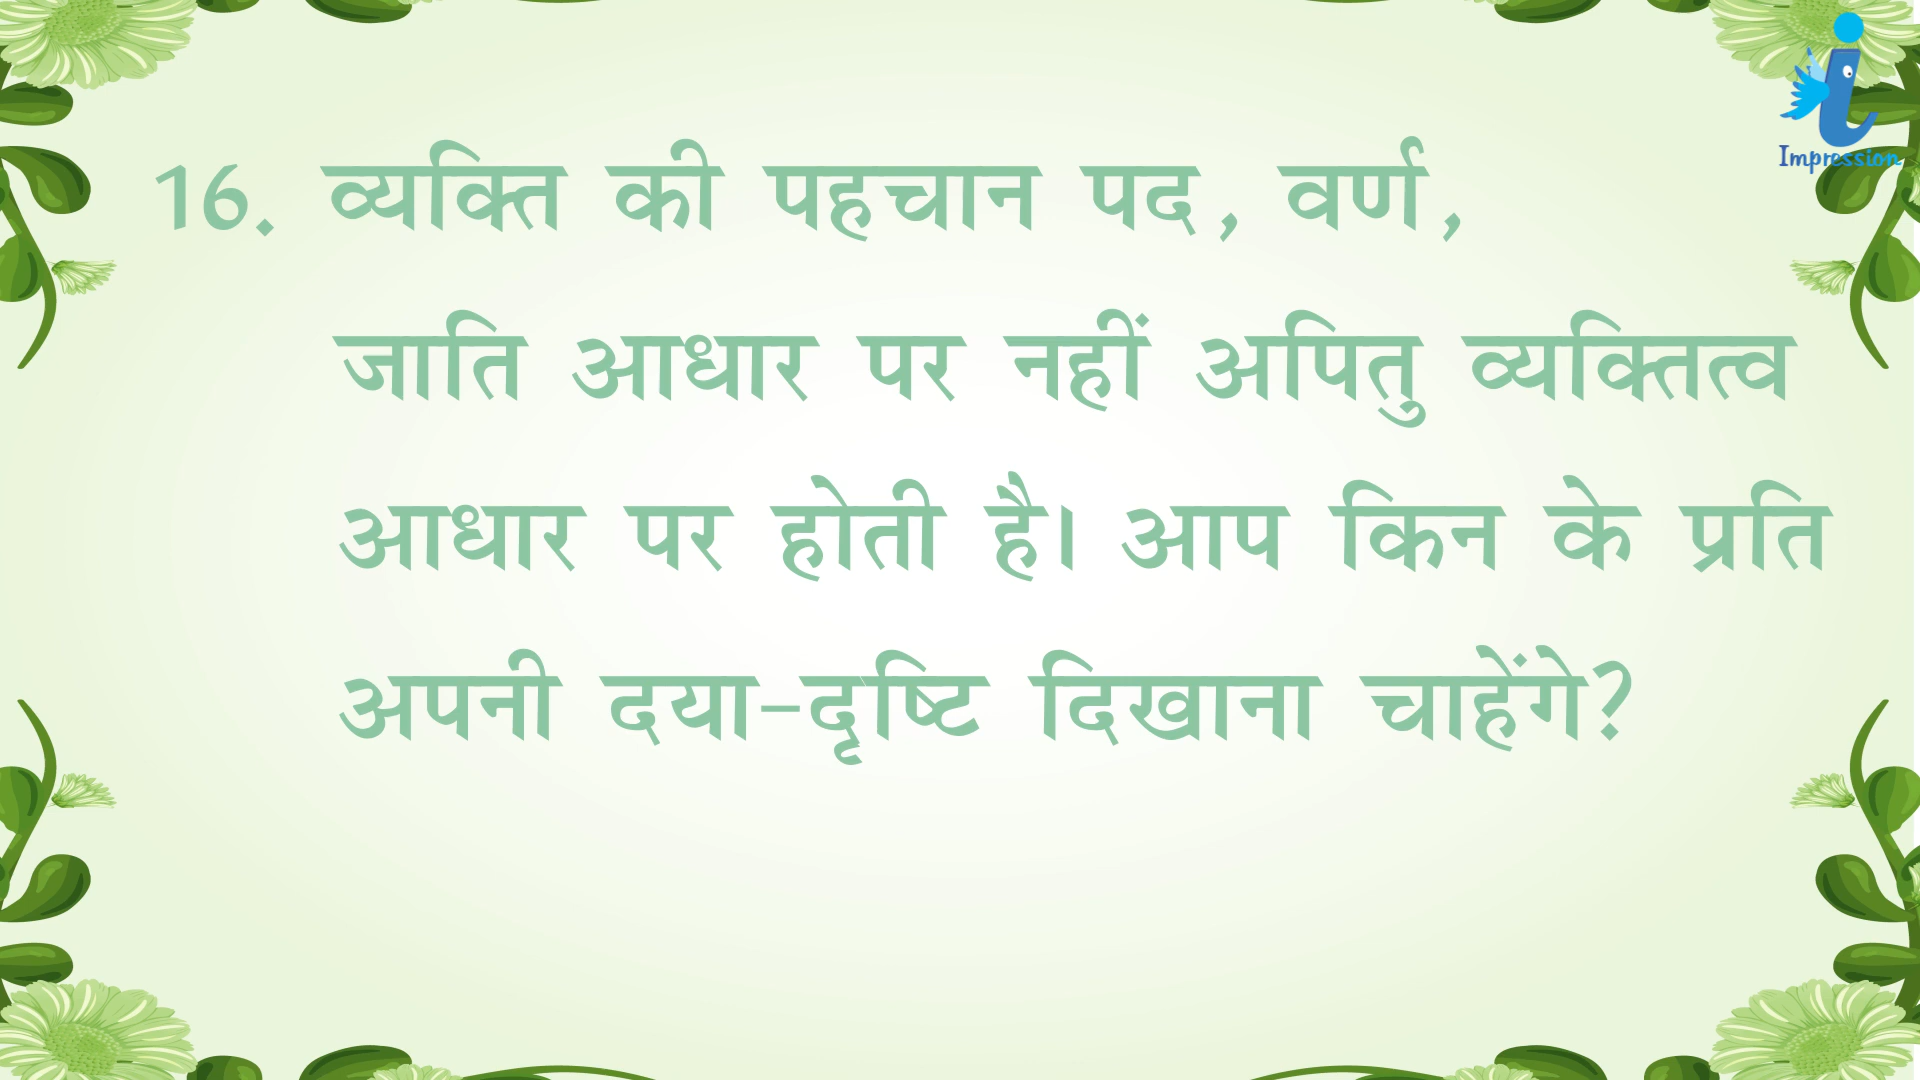 Impression
16. व्यक्ति की पहचान पद, वर्ण,
जाति आधार पर नहीं अपितु व्यक्तित्व
आधार पर होती है। आप किन के प्रति
अपनी दया-दृष्टि दिखाना चाहेंगे?